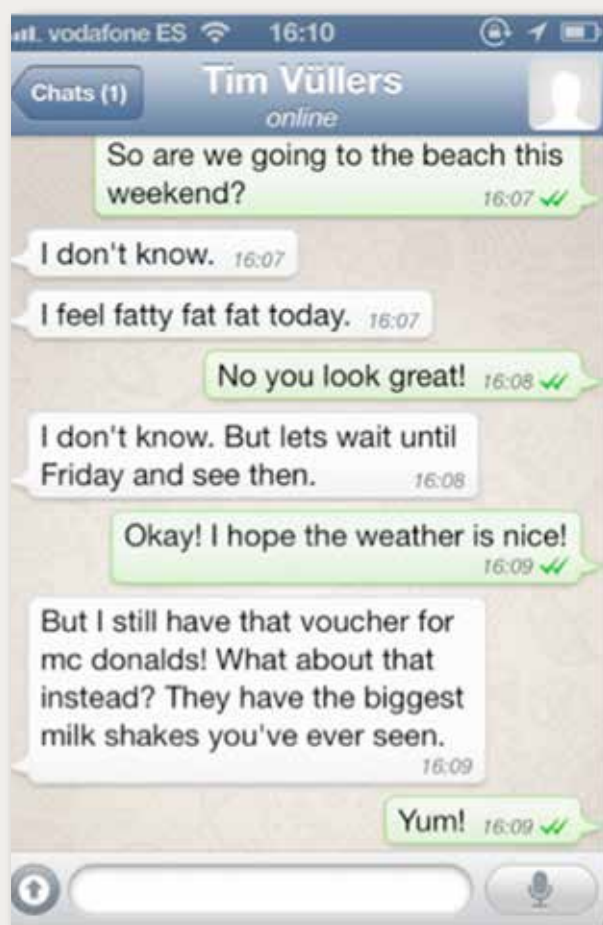 vodafone ES 16:10
Chats (1)
Tim Vüllers
online
So are we going to the beach this
weekend? 16:07
I don't know. 16:07
I feel fatty fat fat today. 16:07
No you look great! 16:08
I don't know. But lets wait until
Friday and see then. 16:08
Okay! I hope the weather is nice!
16:09
But I still have that voucher for
mc donalds! What about that
instead? They have the biggest
milk shakes you've ever seen.
16:09
Yum! 16:09